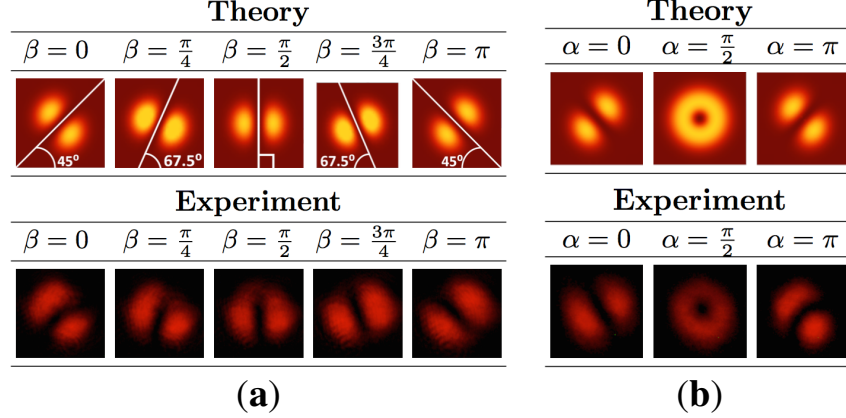 Theory
β = 0 β = π/4 β = π/2 β = 3π/4 β = π
45° 67.5° 67.5° 45°
Experiment
β = 0 β = π/4 β = π/2 β = 3π/4 β = π
(a)
Theory
α = 0 α = π/2 α = π
Experiment
α = 0 α = π/2 α = π
(b)